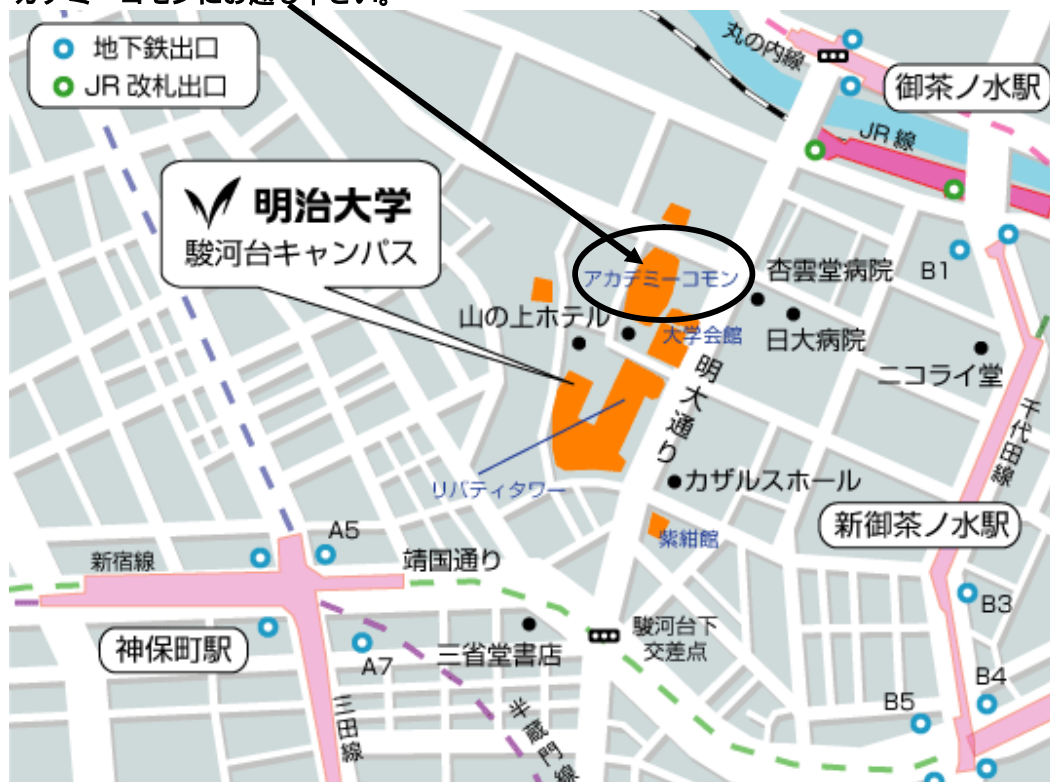 カデミーコモンにお越し下さい。
地下鉄出口
JR 改札出口
丸の内線
御茶ノ水駅
JR 線
明治大学
駿河台キャンパス
アカデミーコモン
杏雲堂病院
B1
山の上ホテル
大学会館
日大病院
ニコライ堂
明大通り
千代田線
リバティタワー
カザルスホール
新御茶ノ水駅
紫紺館
A5
新宿線
靖国通り
B3
神保町駅
A7
三省堂書店
駿河台下
交差点
B4
B5
三田線
半蔵門線